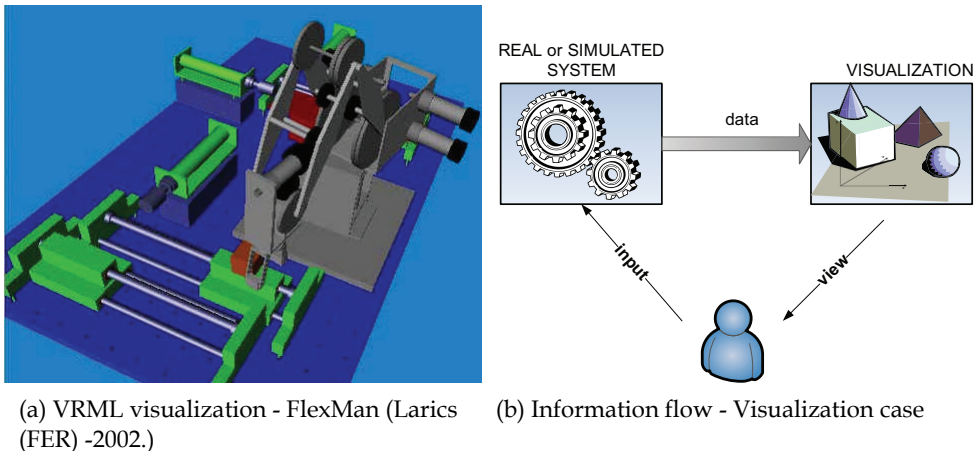 REAL or SIMULATED
SYSTEM
VISUALIZATION
data
input
view
(a) VRML visualization - FlexMan (Larics
(FER) -2002.)
(b) Information flow - Visualization case